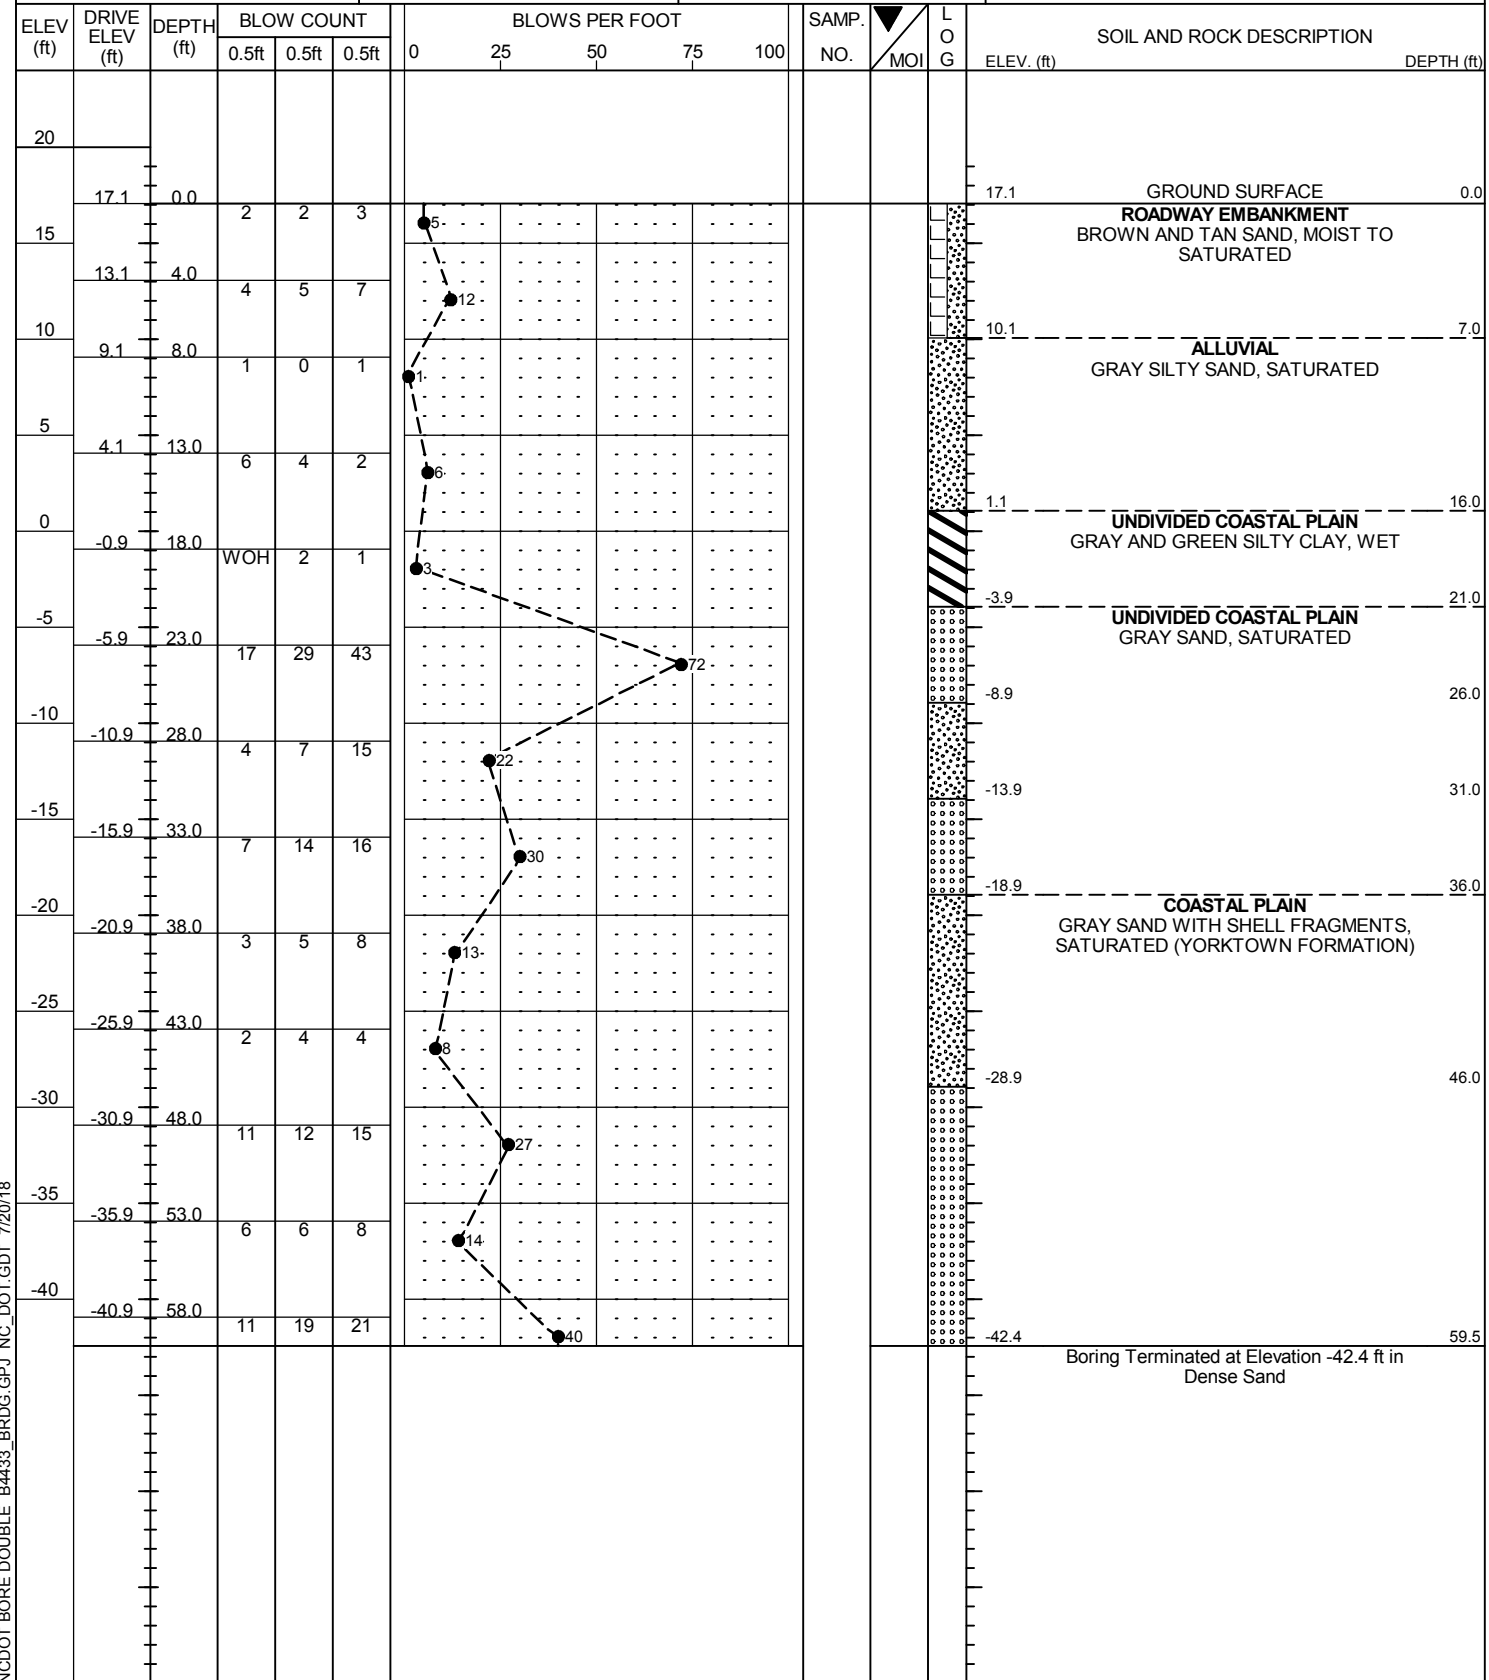 ELEV (ft) DRIVE ELEV (ft) DEPTH (ft) BLOW COUNT BLOWS PER FOOT SAMP. NO. MOI L O G SOIL AND ROCK DESCRIPTION
0.5ft 0.5ft 0.5ft 0 25 50 75 100 ELEV. (ft) DEPTH (ft)
20
17.1 0.0 17.1 GROUND SURFACE 0.0
2 2 3 5 ROADWAY EMBANKMENT
15 BROWN AND TAN SAND, MOIST TO
SATURATED
13.1 4.0
4 5 7 12
10 10.1 7.0
9.1 8.0 ALLUVIAL
1 0 1 1 GRAY SILTY SAND, SATURATED
5
4.1 13.0
6 4 2 6
1.1 16.0
0 UNDIVIDED COASTAL PLAIN
-0.9 18.0 GRAY AND GREEN SILTY CLAY, WET
WOH 2 1 3
-3.9 21.0
-5 UNDIVIDED COASTAL PLAIN
-5.9 23.0 GRAY SAND, SATURATED
17 29 43 72
-8.9 26.0
-10
-10.9 28.0
4 7 15 22
-13.9 31.0
-15
-15.9 33.0
7 14 16 30
-18.9 36.0
-20 COASTAL PLAIN
-20.9 38.0 GRAY SAND WITH SHELL FRAGMENTS,
3 5 8 13 SATURATED (YORKTOWN FORMATION)
-25
-25.9 43.0
2 4 4 8
-28.9 46.0
-30
-30.9 48.0
11 12 15 27
-35
-35.9 53.0
6 6 8 14
-40
-40.9 58.0
11 19 21 40
-42.4 59.5
Boring Terminated at Elevation -42.4 ft in
Dense Sand
NCDOT BORE DOUBLE B4433_BRDG.GPJ NC_DOT.GDT 7/20/18